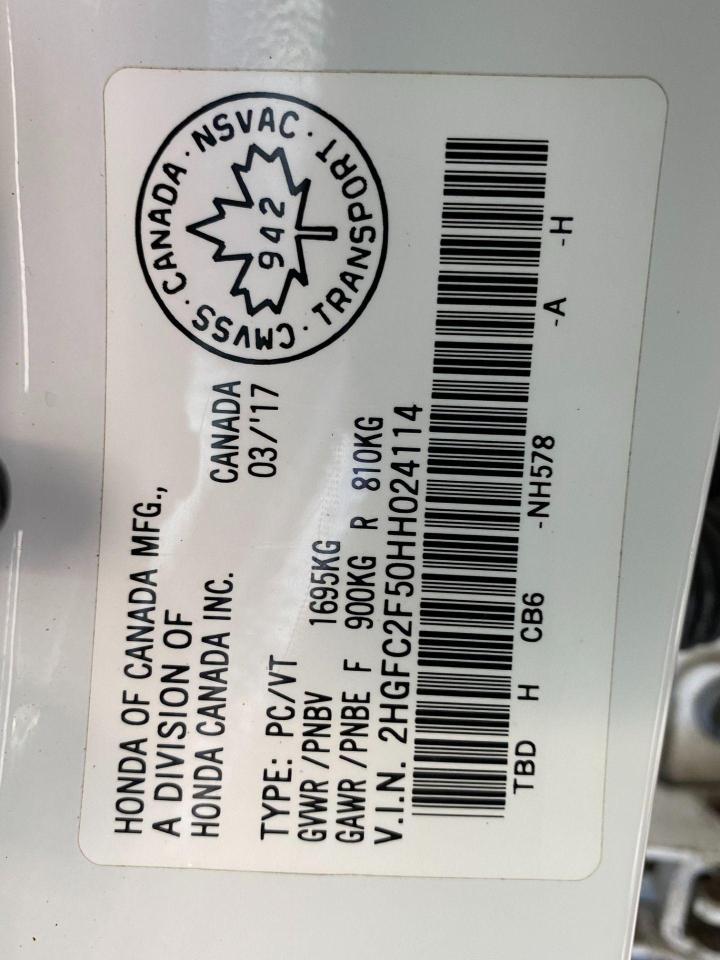 HONDA OF CANADA MFG.,
A DIVISION OF
HONDA CANADA INC.
CANADA
03/'17
TYPE: PC/VT
GVWR/PNBV 1695KG
GAWR/PNBE F 900KG R 810KG
V.I.N. 2HGFC2F50HH024114
TBD H CB6 -NH578 -A -H
CMVSS · CANADA · NSVAC · TRANSPORT ·
942